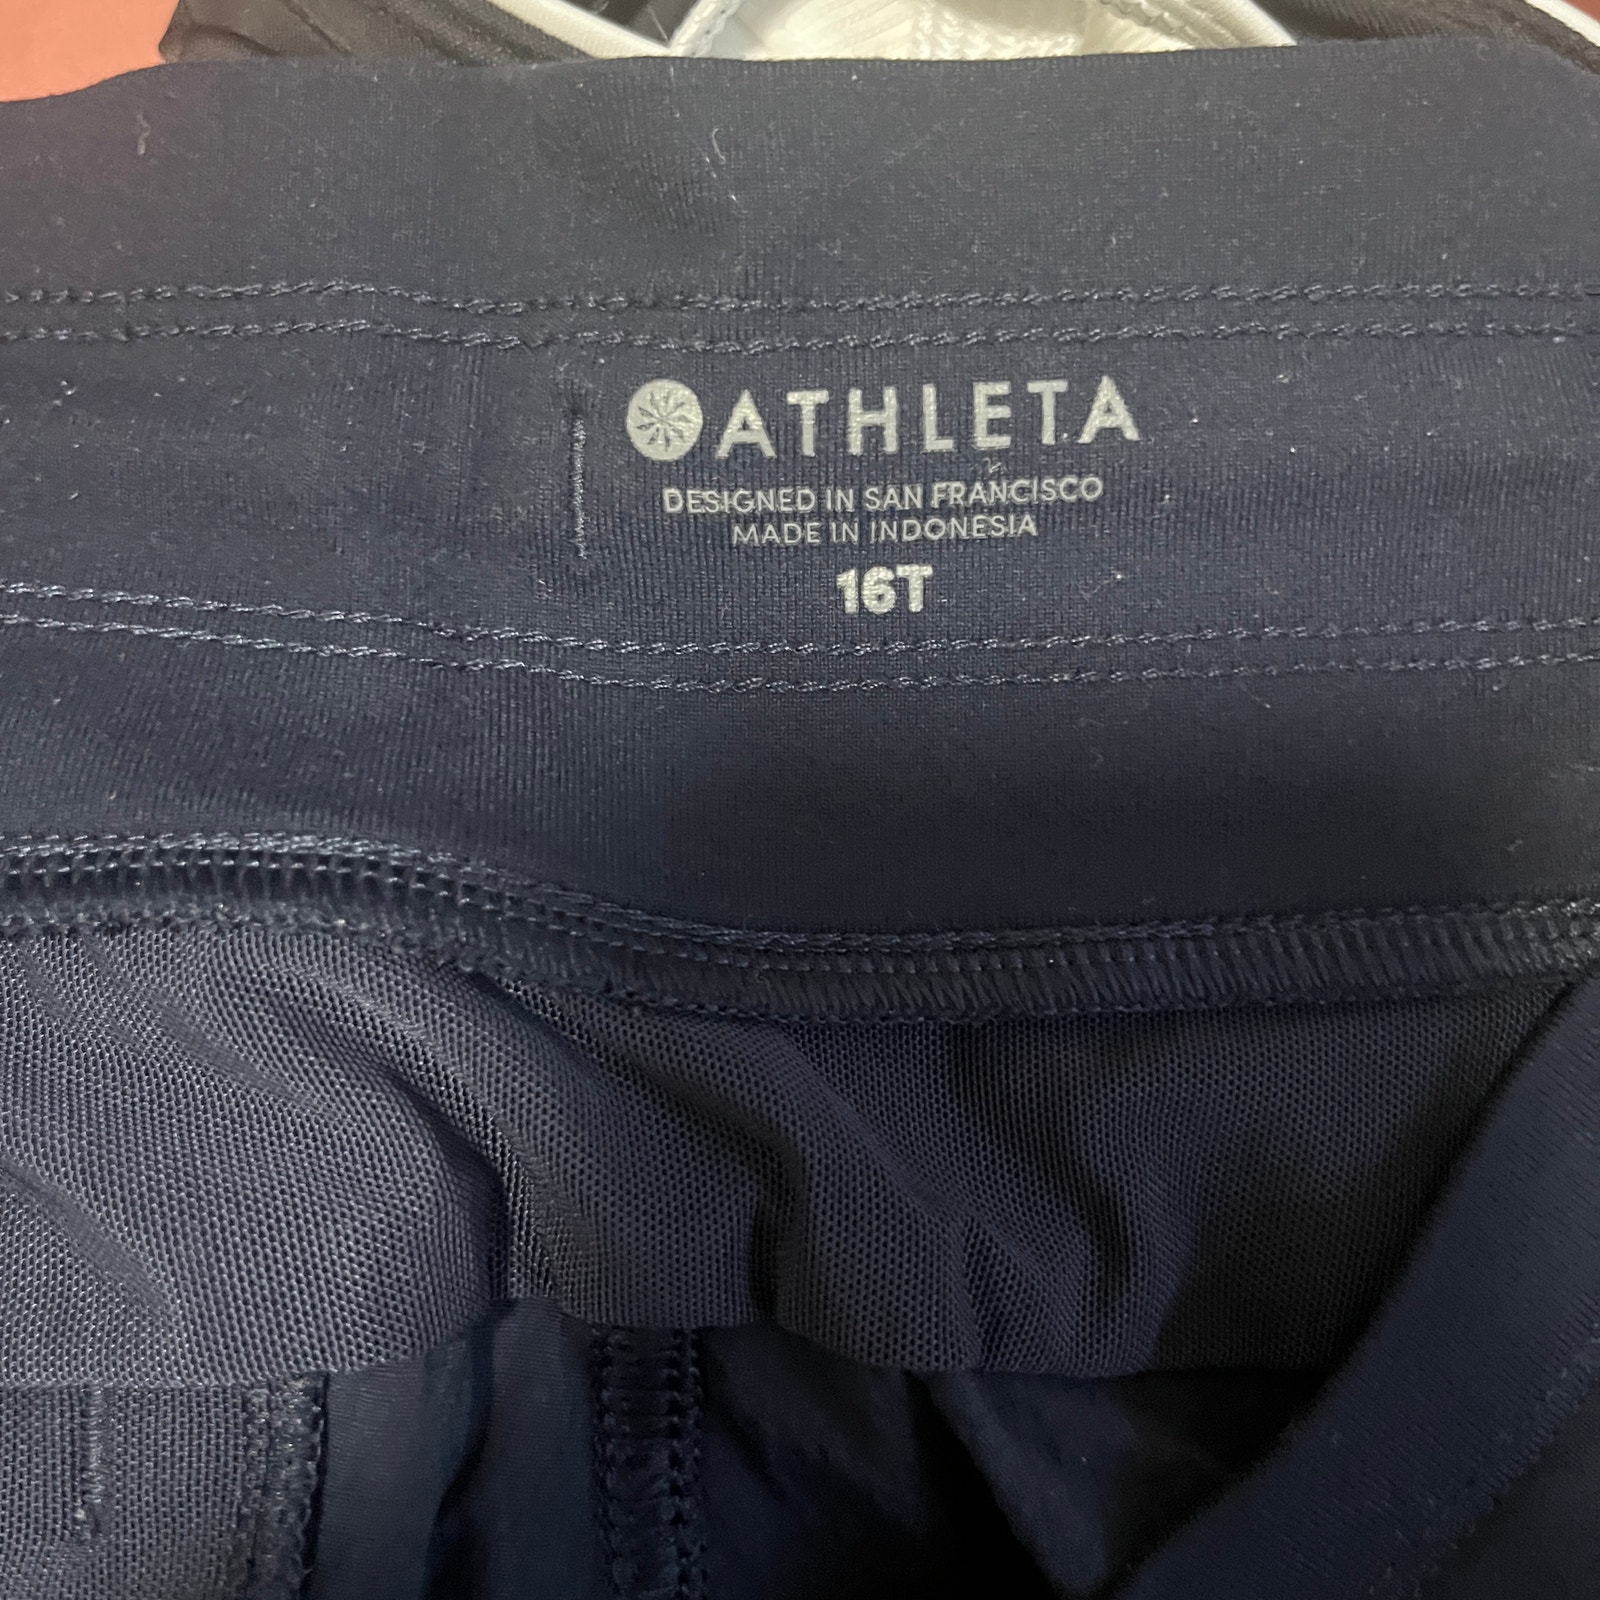 ATHLETA
DESIGNED IN SAN FRANCISCO
MADE IN INDONESIA
16T